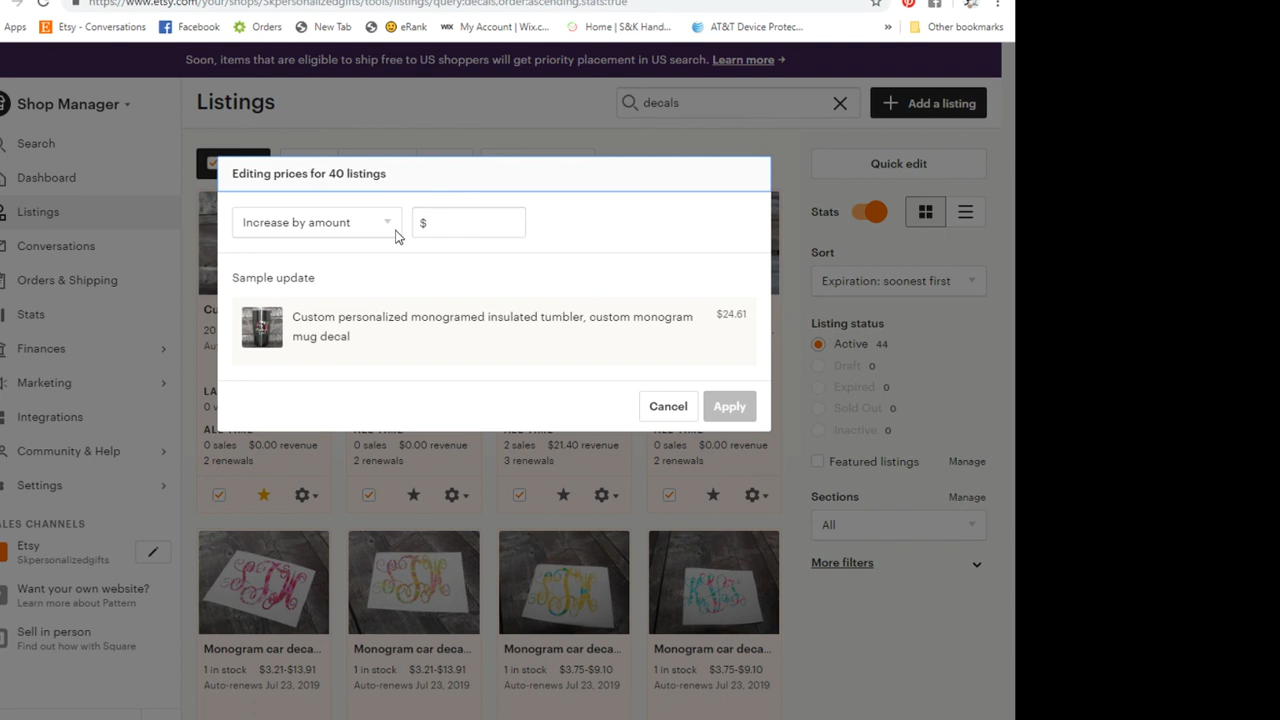 https://www.etsy.com/your/shops/Skpersonalizedgifts/tools/listings/query:decals,order:ascending,stats:true
Apps
Etsy - Conversations
Facebook
Orders
New Tab
eRank
WiX
My Account | Wix.c...
Home | S&K Hand...
AT&T Device Protec...
»
Other bookmarks
Soon, items that are eligible to ship free to US shoppers will get priority placement in US search. Learn more →
Shop Manager
Listings
decals
Add a listing
Search
Dashboard
Listings
Conversations
Orders & Shipping
Stats
Finances
Marketing
Integrations
Community & Help
Settings
SALES CHANNELS
Etsy
Skpersonalizedgifts
Want your own website?
Learn more about Pattern
Sell in person
Find out how with Square
Editing prices for 40 listings
Increase by amount
$
Sample update
Custom personalized monogramed insulated tumbler, custom monogram
mug decal
$24.61
Cancel
Apply
Cu
20
Aut
LA
0 v
0 sales $0.00 revenue
2 renewals
0 sales $0.00 revenue
2 renewals
2 sales $21.40 revenue
3 renewals
0 sales $0.00 revenue
2 renewals
Monogram car deca...
1 in stock $3.21-$13.91
Auto-renews Jul 23, 2019
Monogram car deca...
1 in stock $3.21-$13.91
Auto-renews Jul 23, 2019
Monogram car deca...
1 in stock $3.75-$9.10
Auto-renews Jul 23, 2019
Monogram car deca...
1 in stock $3.75-$9.10
Auto-renews Jul 23, 2019
Quick edit
Stats
Sort
Expiration: soonest first
Listing status
Active 44
Draft 0
Expired 0
Sold Out 0
Inactive 0
Featured listings
Manage
Sections
Manage
All
More filters